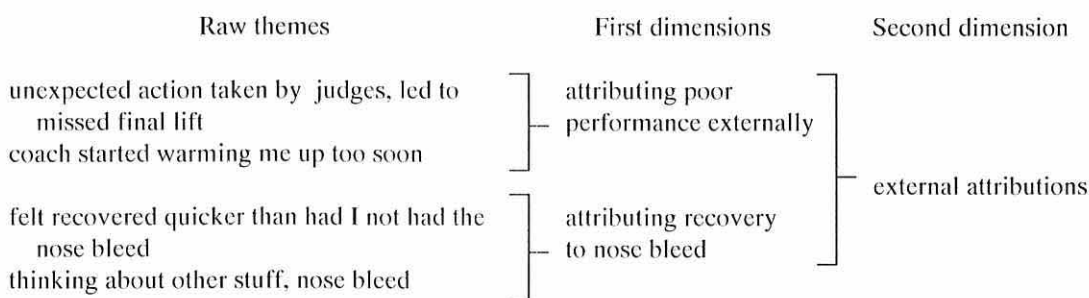 Raw themes First dimensions Second dimension
unexpected action taken by judges, led to
missed final lift
coach started warming me up too soon
attributing poor
performance externally
felt recovered quicker than had I not had the
nose bleed
thinking about other stuff, nose bleed
attributing recovery
to nose bleed
external attributions